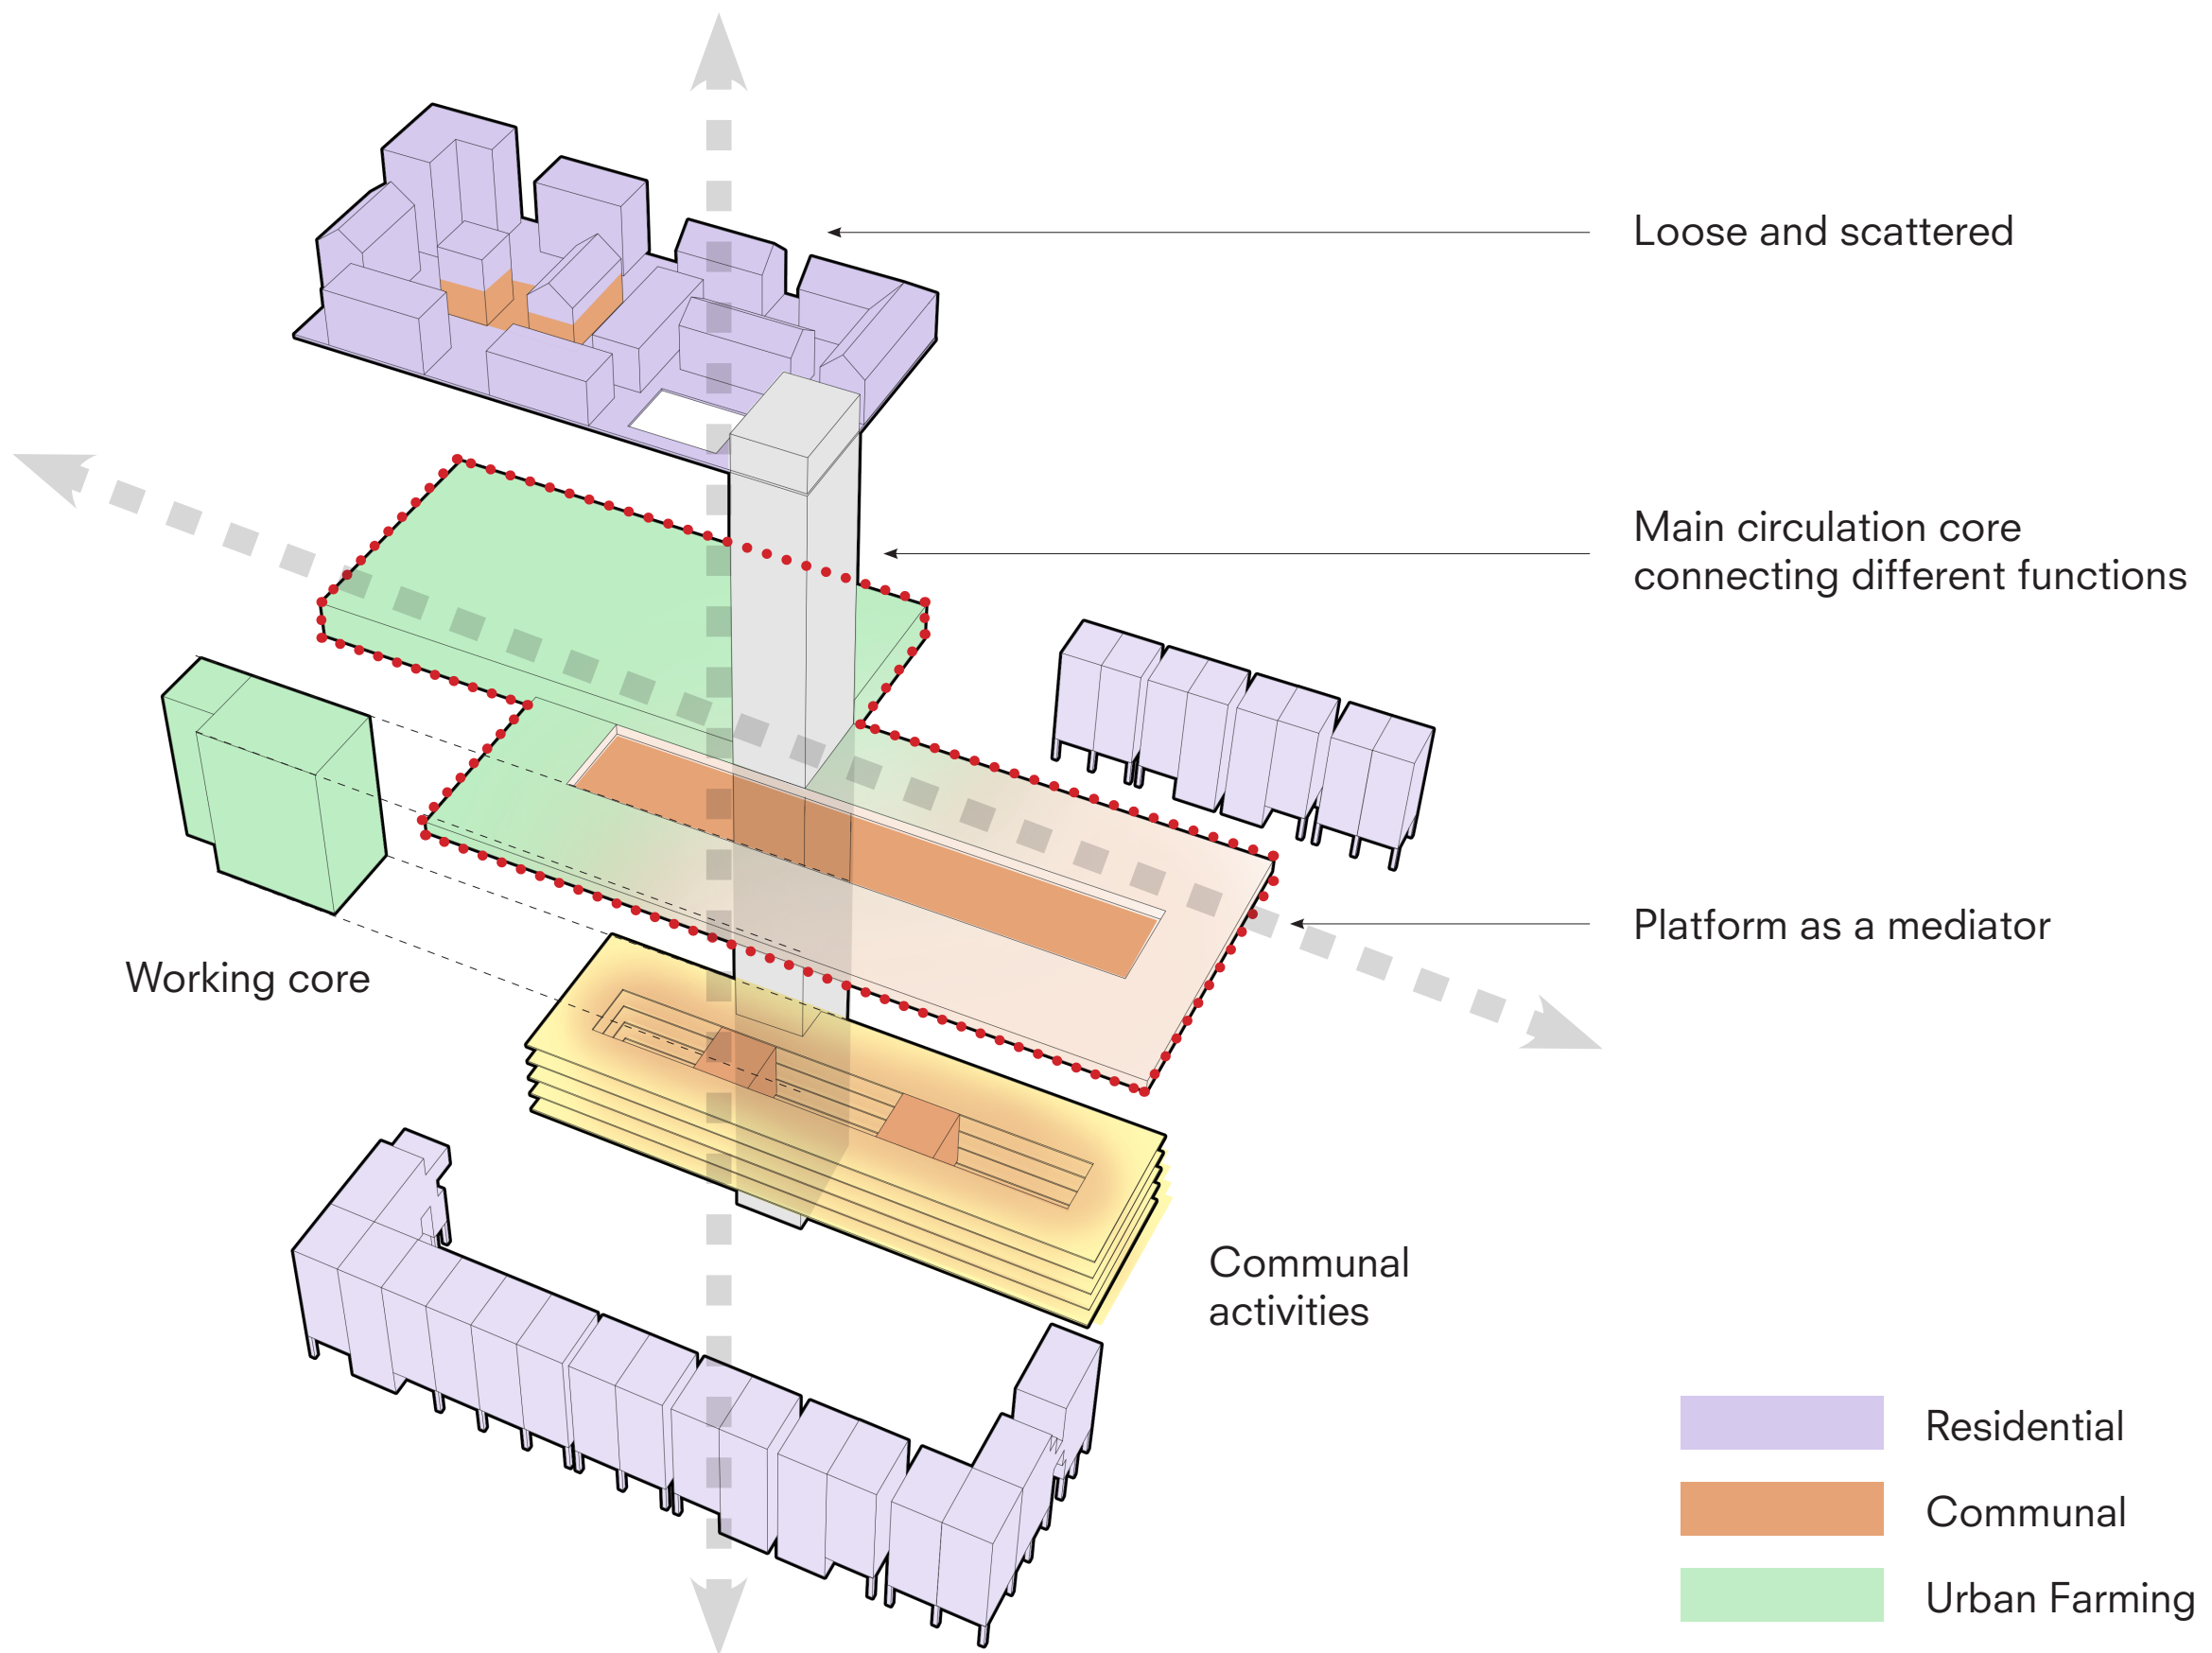 Loose and scattered
Main circulation core
connecting different functions
Platform as a mediator
Working core
Communal
activities
Residential
Communal
Urban Farming